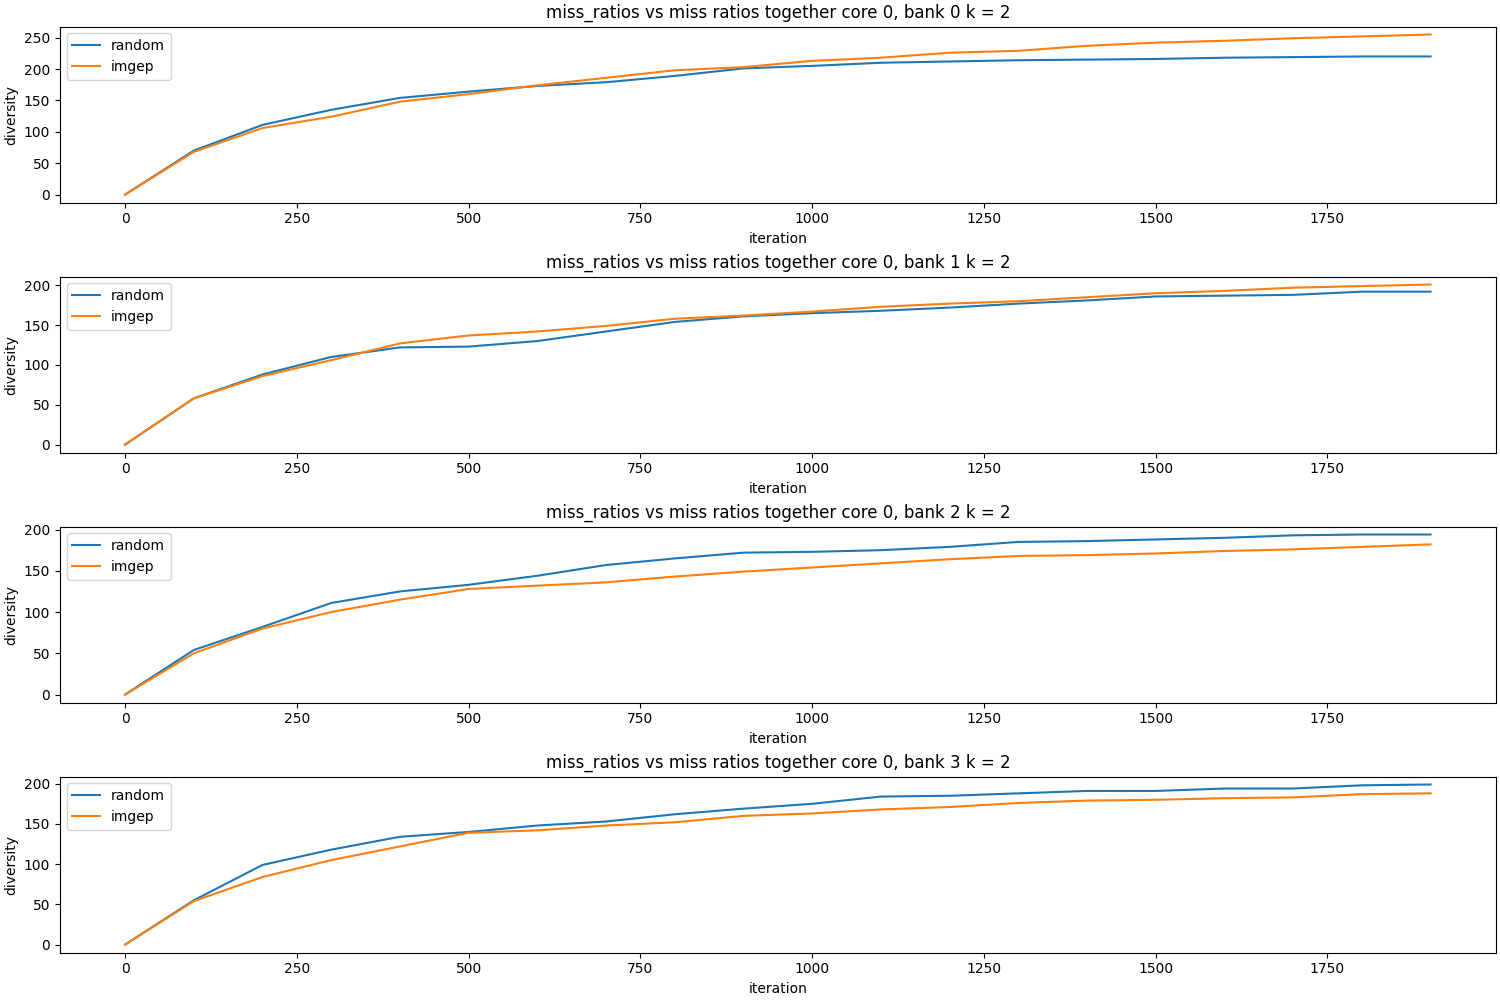 miss_ratios vs miss ratios together core 0, bank 0 k = 2
random
imgep
diversity
250
200
150
100
50
0
0 250 500 750 1000 1250 1500 1750
iteration
miss_ratios vs miss ratios together core 0, bank 1 k = 2
random
imgep
diversity
200
150
100
50
0
0 250 500 750 1000 1250 1500 1750
iteration
miss_ratios vs miss ratios together core 0, bank 2 k = 2
random
imgep
diversity
200
150
100
50
0
0 250 500 750 1000 1250 1500 1750
iteration
miss_ratios vs miss ratios together core 0, bank 3 k = 2
random
imgep
diversity
200
150
100
50
0
0 250 500 750 1000 1250 1500 1750
iteration